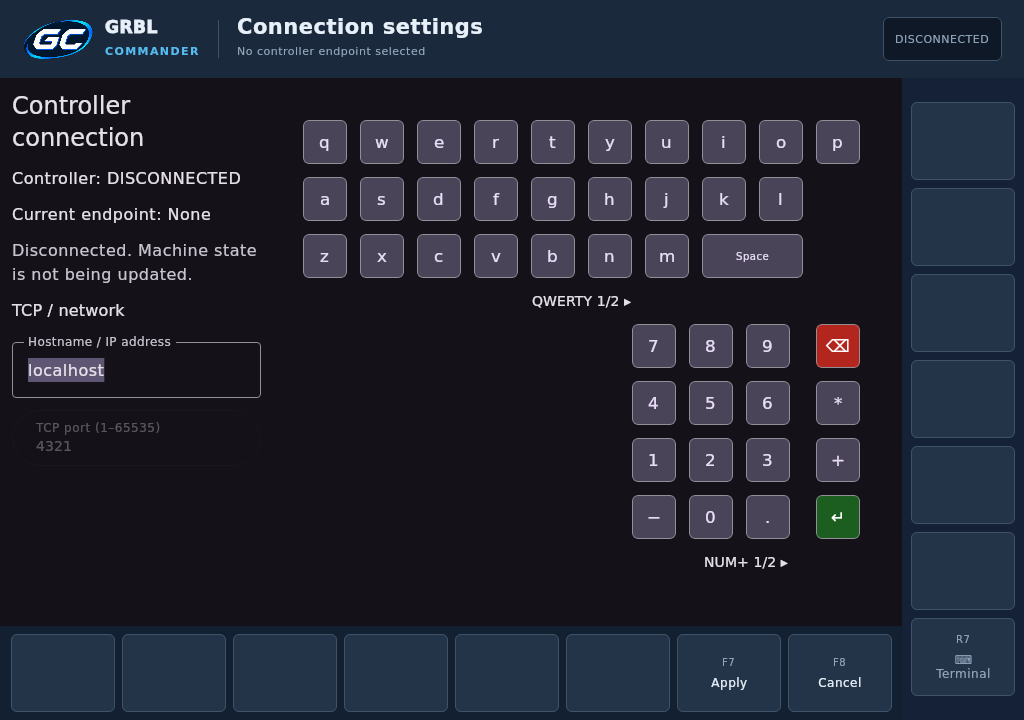 GC
GRBL
COMMANDER
Connection settings
No controller endpoint selected
DISCONNECTED
Controller
connection
Controller: DISCONNECTED
Current endpoint: None
Disconnected. Machine state
is not being updated.
TCP / network
Hostname / IP address
localhost
TCP port (1–65535)
4321
q w e r t y u i o p
a s d f g h j k l
z x c v b n m Space
QWERTY 1/2 ▸
7 8 9 ⌫
4 5 6 *
1 2 3 +
− 0 . ↵
NUM+ 1/2 ▸
R7
⌨
Terminal
F7
Apply
F8
Cancel